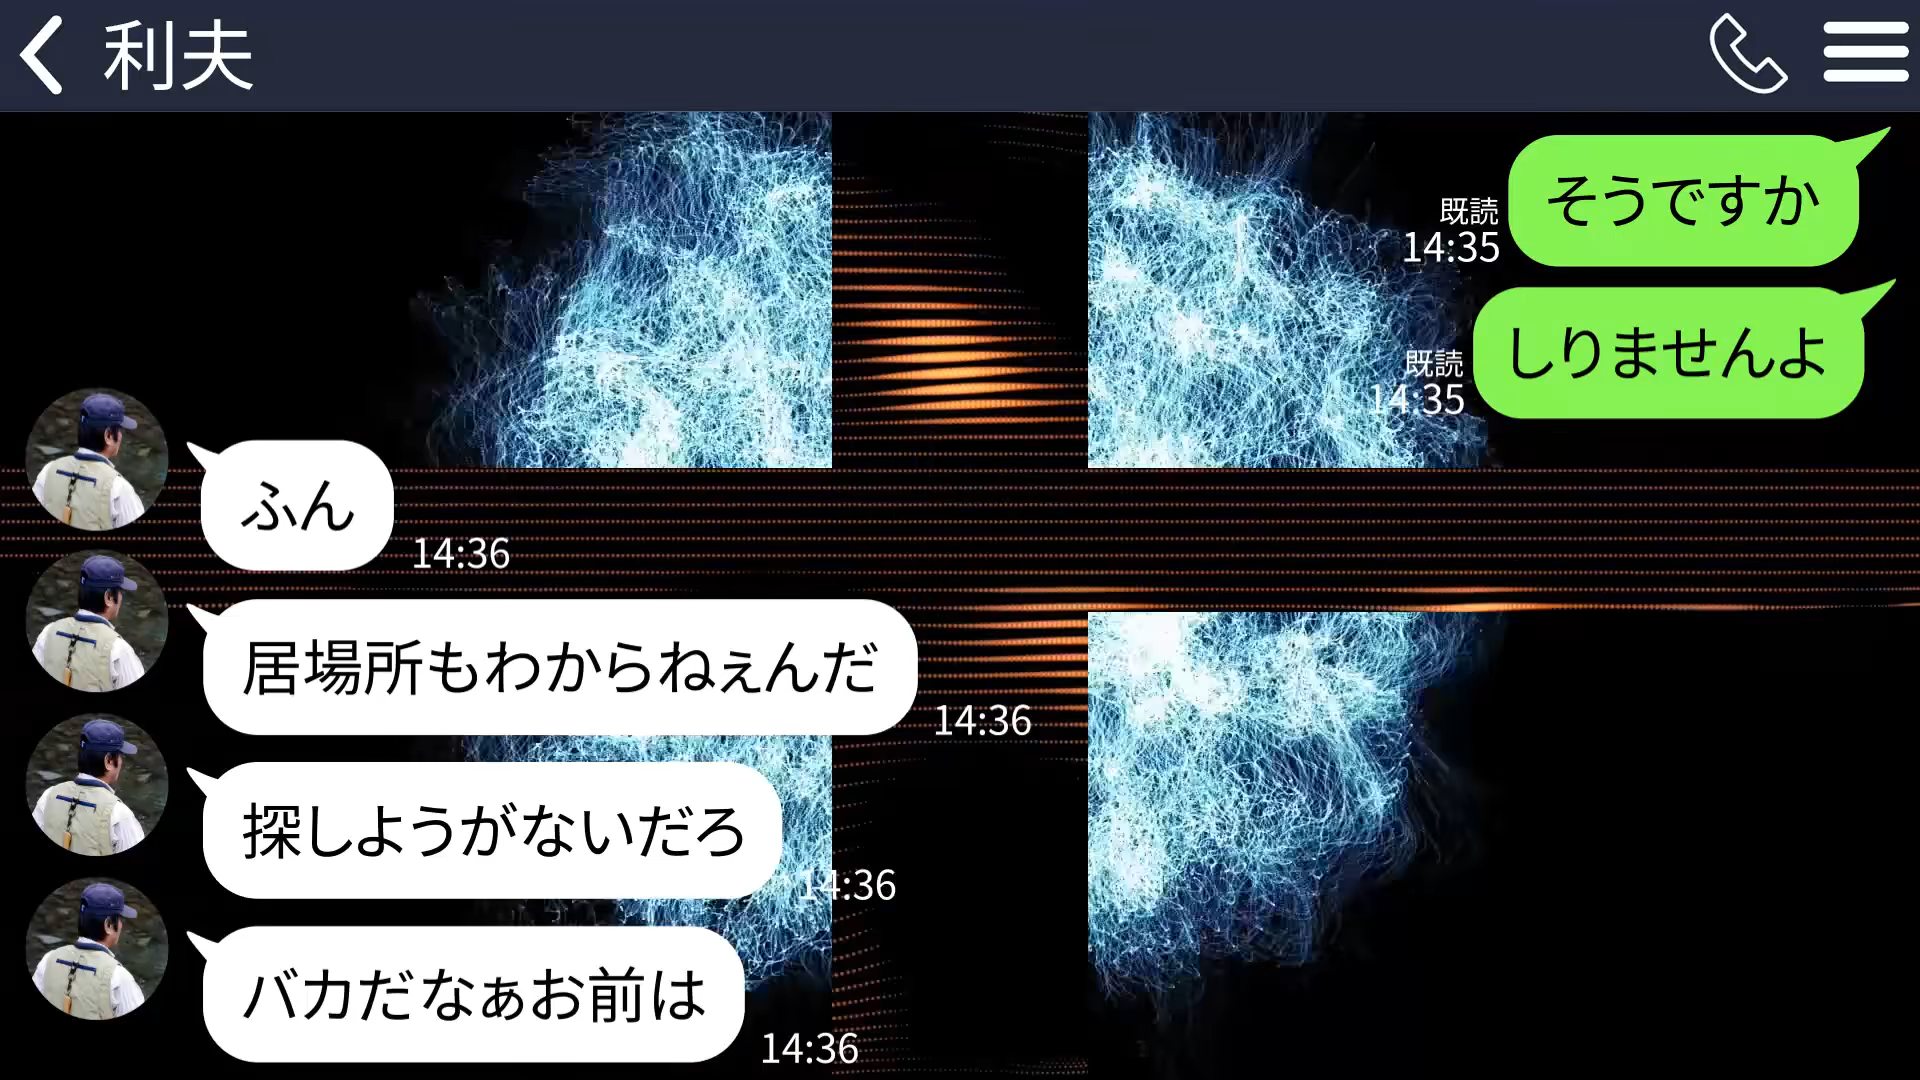 利夫
そうですか
既読
14:35
しりませんよ
既読
14:35
ふん
14:36
居場所もわからねぇんだ
14:36
探しようがないだろ
14:36
バカだなぁお前は
14:36